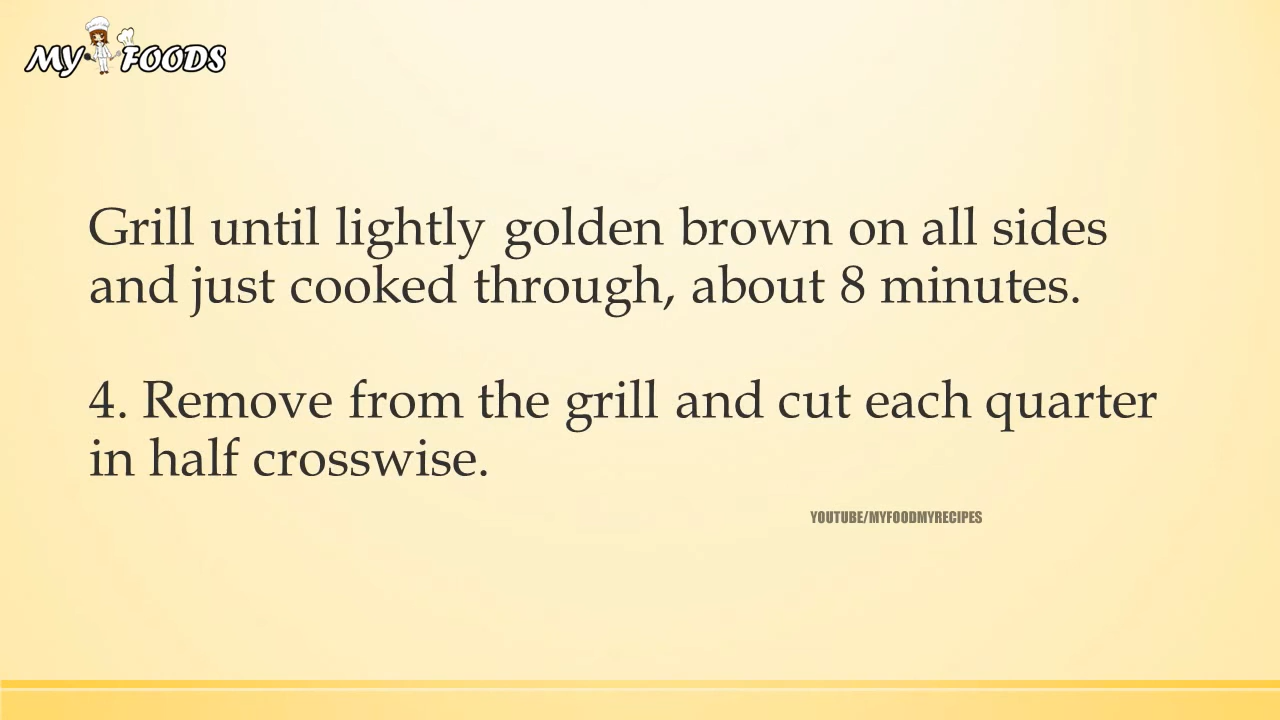 MY FOODS
Grill until lightly golden brown on all sides
and just cooked through, about 8 minutes.
4. Remove from the grill and cut each quarter
in half crosswise.
YOUTUBE/MYFOODMYRECIPES